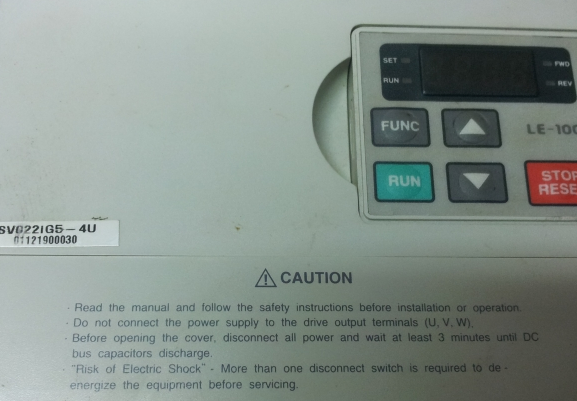 SET
FWD
RUN
REV
FUNC
LE-100
RUN
STOP
RESE
SV022IG5-4U
01121900030
CAUTION
· Read the manual and follow the safety instructions before installation or operation.
· Do not connect the power supply to the drive output terminals (U, V, W).
· Before opening the cover, disconnect all power and wait at least 3 minutes until DC
bus capacitors discharge.
· "Risk of Electric Shock" - More than one disconnect switch is required to de -
energize the equipment before servicing.